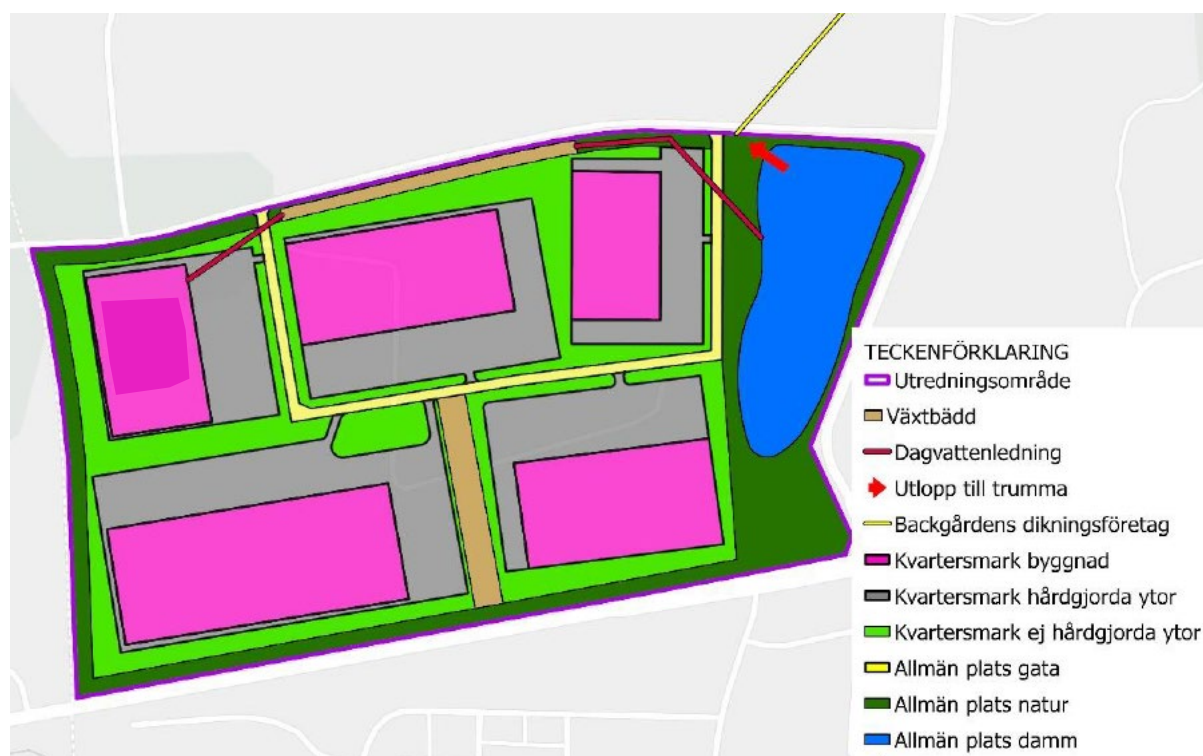 TECKENFÖRKLARING
Utredningsområde
Växtbädd
Dagvattenledning
Utlopp till trumma
Backgårdens dikningsföretag
Kvartersmark byggnad
Kvartersmark hårdgjorda ytor
Kvartersmark ej hårdgjorda ytor
Allmän plats gata
Allmän plats natur
Allmän plats damm